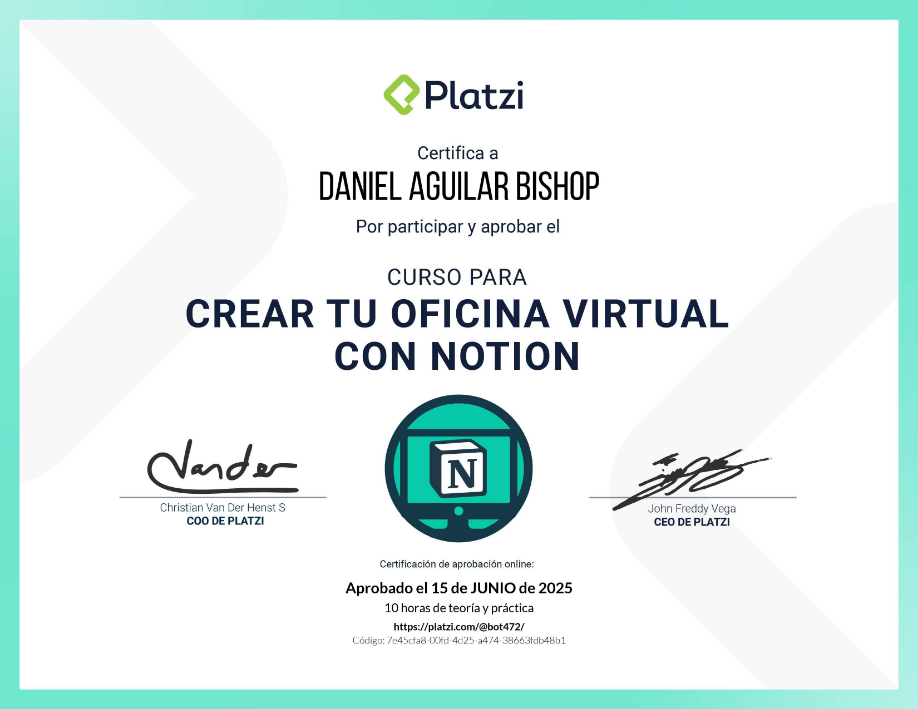 Platzi
Certifica a
DANIEL AGUILAR BISHOP
Por participar y aprobar el
CURSO PARA
CREAR TU OFICINA VIRTUAL
CON NOTION
N
Vander
Christian Van Der Henst S
COO DE PLATZI
John Freddy Vega
CEO DE PLATZI
Certificación de aprobación online:
Aprobado el 15 de JUNIO de 2025
10 horas de teoría y práctica
https://platzi.com/@bot472/
Código: 7e45cfa8-00fd-4d25-a474-38663fdb48b1